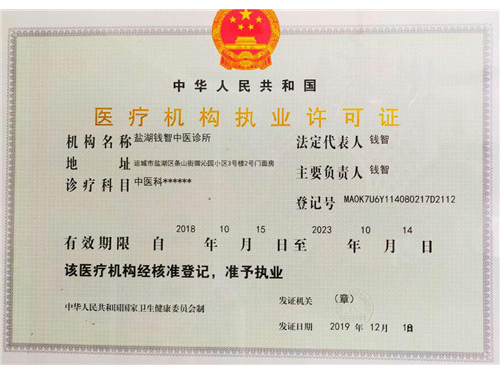 中华人民共和国
医疗机构执业许可证
机构名称 盐湖钱智中医诊所
法定代表人 钱智
地址 运城市盐湖区条山街御沁园小区3号楼2号门面房
主要负责人 钱智
诊疗科目 中医科******
登记号 MA0K7U6Y114080217D2112
有效期限 自 2018 年 10 月 15 日至 2023 年 10 月 14 日
该医疗机构经核准登记，准予执业
中华人民共和国国家卫生健康委员会制
发证机关 （章）
发证日期 2019 年 12 月 1日